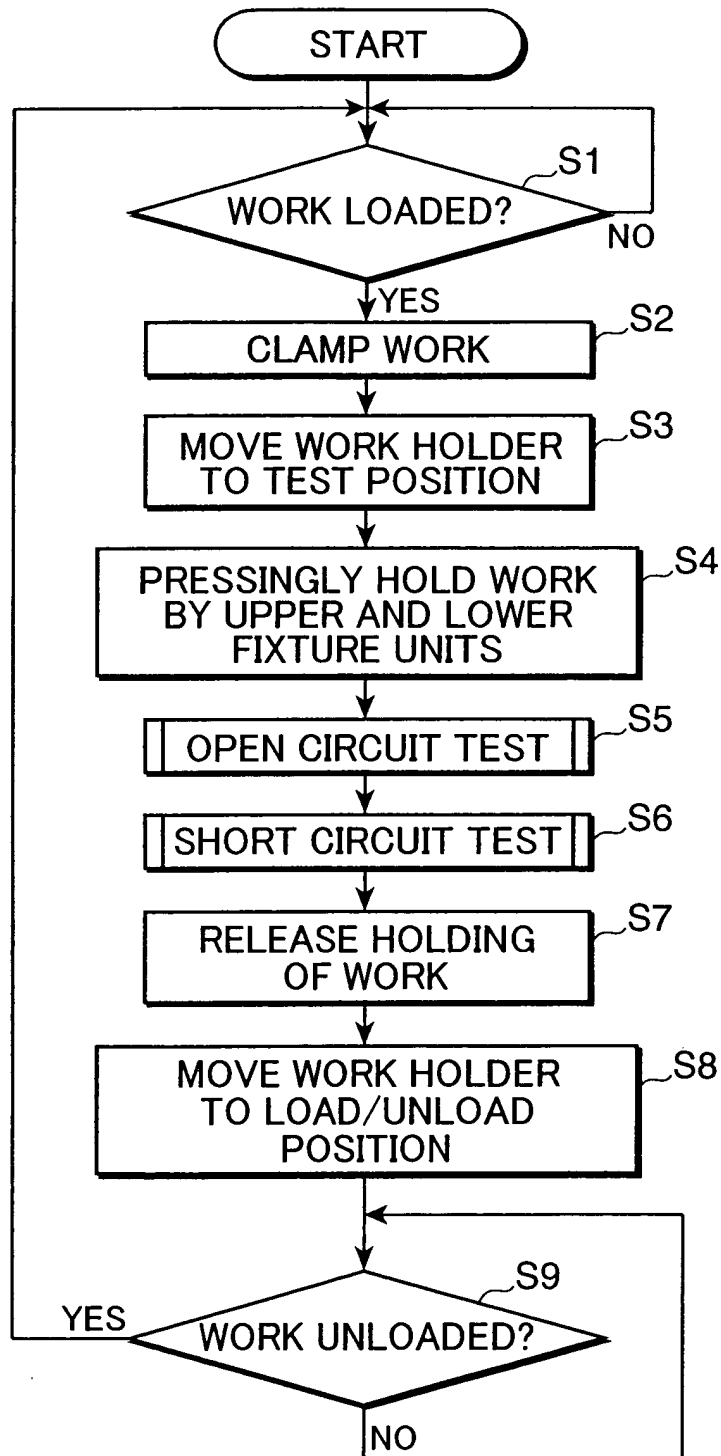 START
S1
WORK LOADED?
NO
YES
S2
CLAMP WORK
S3
MOVE WORK HOLDER
TO TEST POSITION
S4
PRESSINGLY HOLD WORK
BY UPPER AND LOWER
FIXTURE UNITS
S5
OPEN CIRCUIT TEST
S6
SHORT CIRCUIT TEST
S7
RELEASE HOLDING
OF WORK
S8
MOVE WORK HOLDER
TO LOAD/UNLOAD
POSITION
S9
YES
WORK UNLOADED?
NO